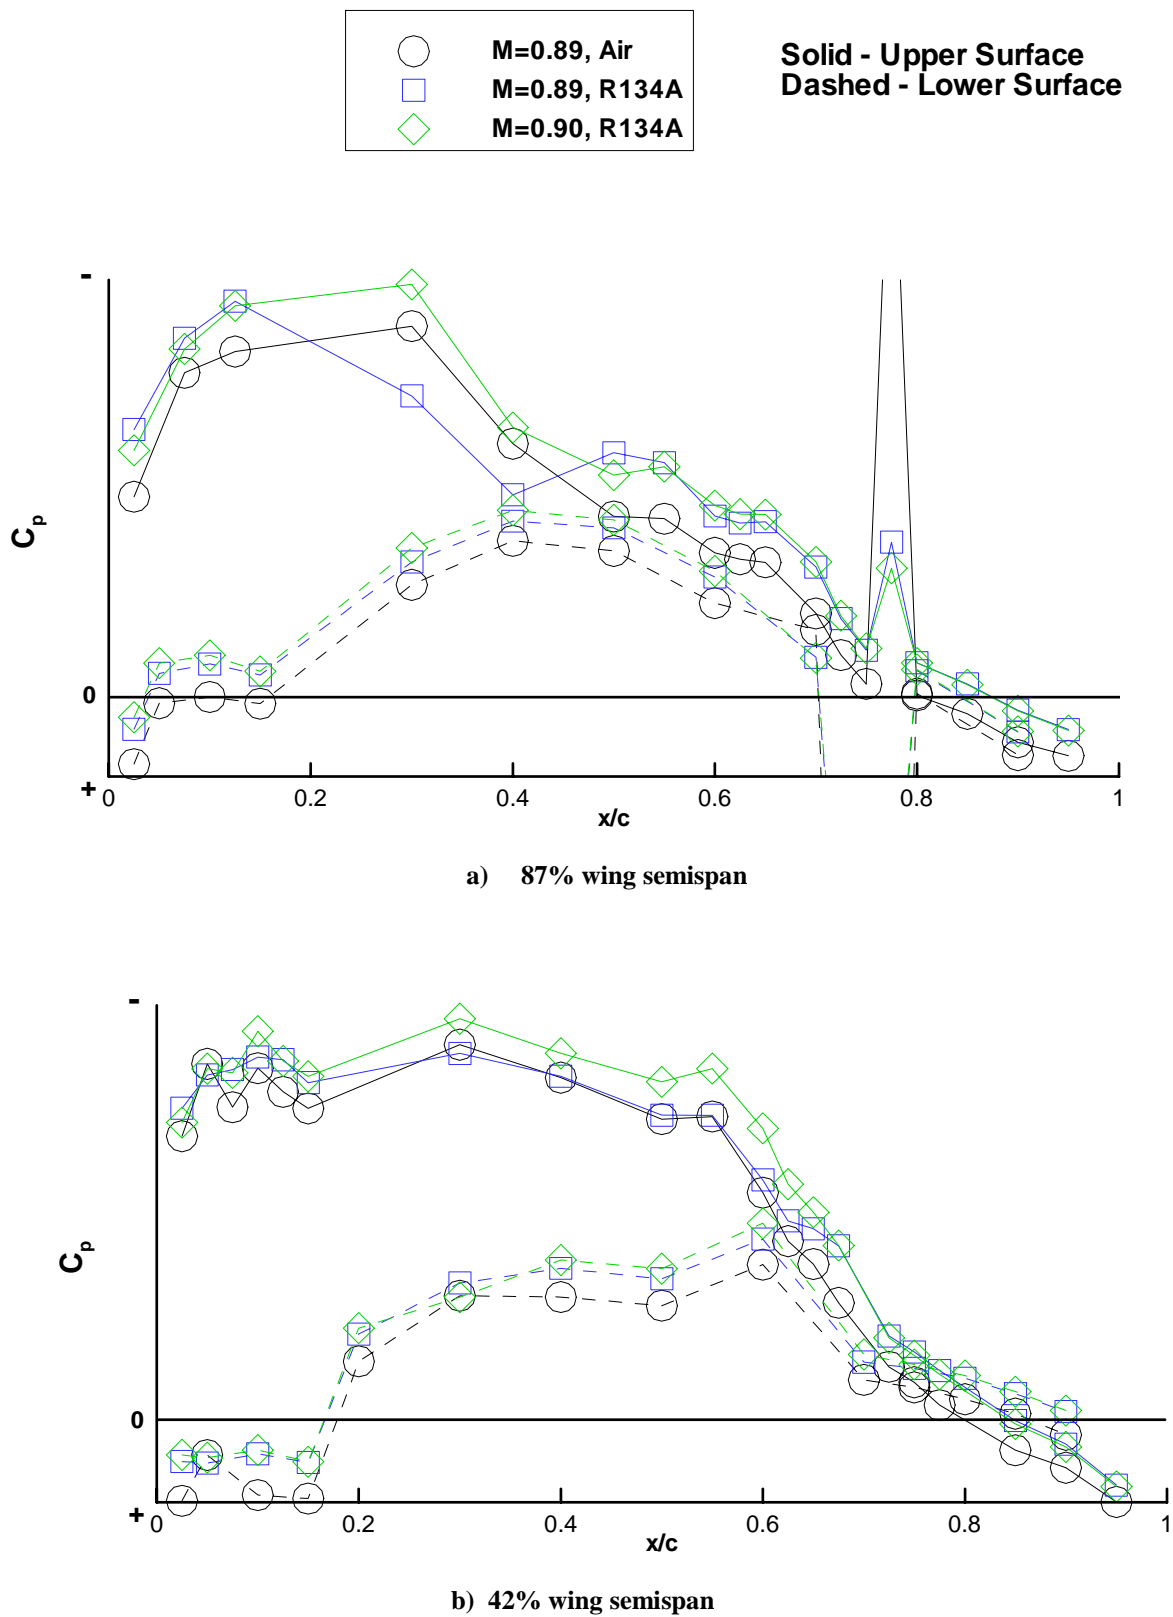 M=0.89, Air
M=0.89, R134A
M=0.90, R134A
Solid - Upper Surface
Dashed - Lower Surface
-
Cp
0
+
0 0.2 0.4 0.6 0.8 1
x/c
a) 87% wing semispan
-
Cp
0
+
0 0.2 0.4 0.6 0.8 1
x/c
b) 42% wing semispan